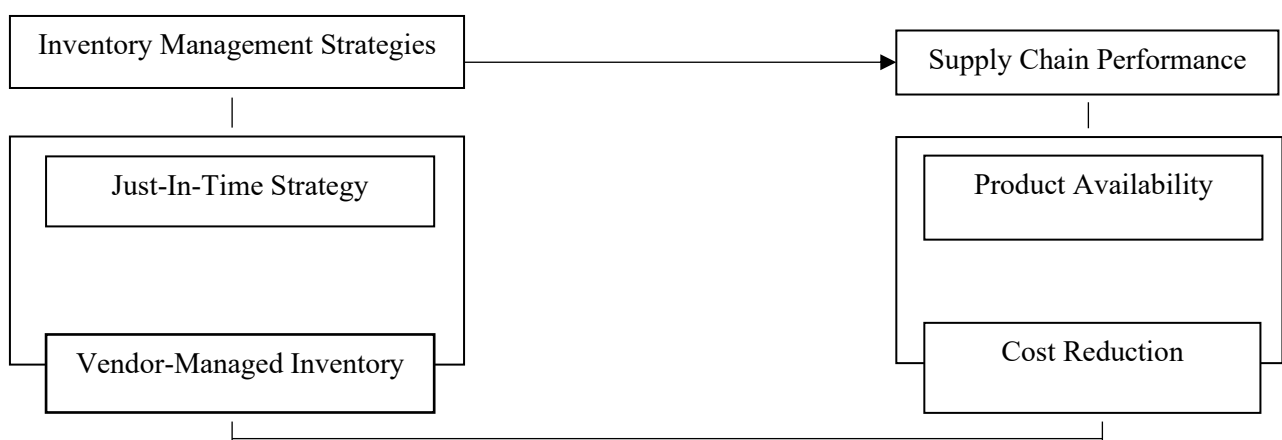 Inventory Management Strategies
Supply Chain Performance
Just-In-Time Strategy
Product Availability
Vendor-Managed Inventory
Cost Reduction